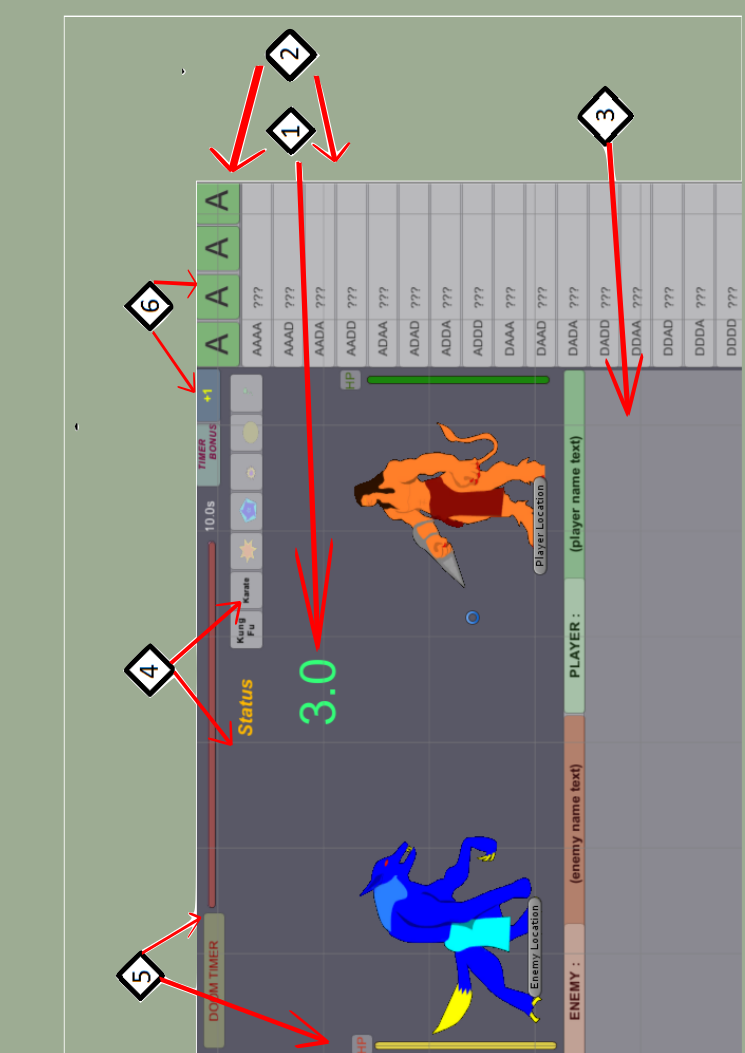 5
4
6
DOOM TIMER
10.0s
TIMER
BONUS
+1
A A A A
Status
Kung
Fu
Karate
3.0
1
2
HP
HP
AAAA ???
AAAD ???
AADA ???
AADD ???
ADAA ???
ADAD ???
ADDA ???
ADDD ???
DAAA ???
DAAD ???
DADA ???
DADD ???
DDAA ???
DDAD ???
DDDA ???
DDDD ???
Enemy Location
Player Location
ENEMY : (enemy name text)
PLAYER : (player name text)
3